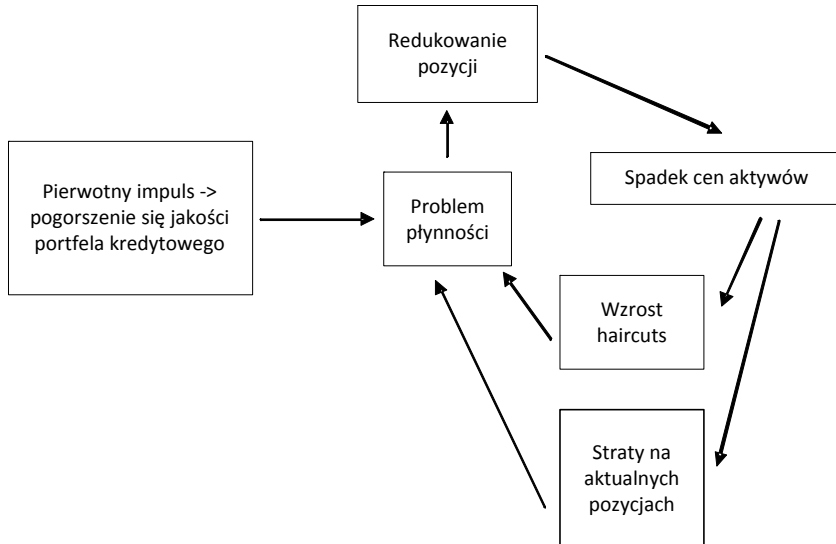 Redukowanie
pozycji
Pierwotny impuls ->
pogorszenie się jakości
portfela kredytowego
Problem
płynności
Spadek cen aktywów
Wzrost
haircuts
Straty na
aktualnych
pozycjach